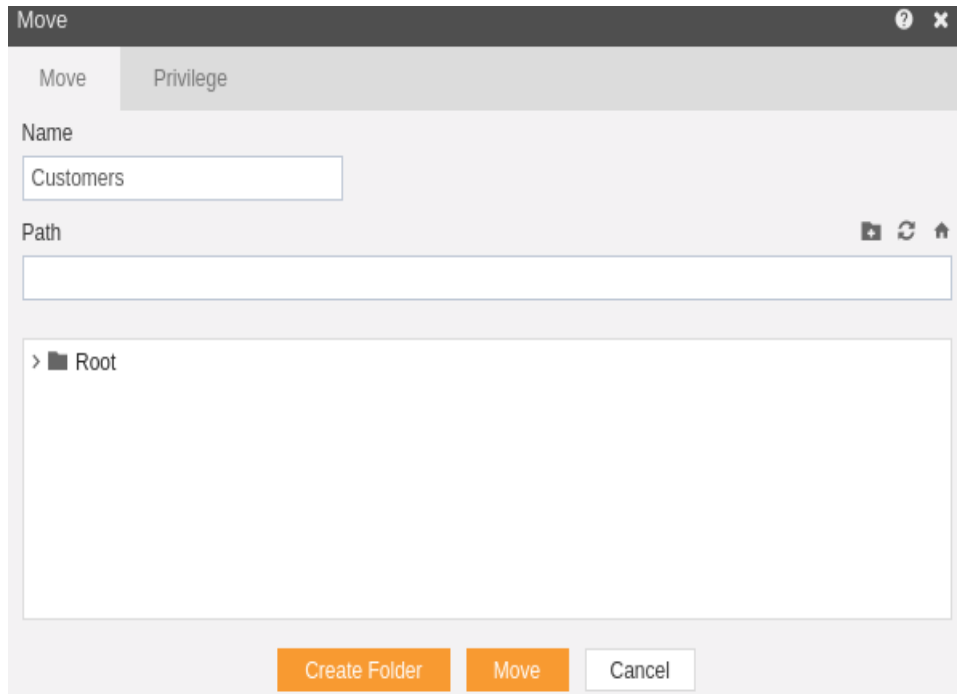 Move
Move Privilege
Name
Customers
Path
Root
Create Folder Move Cancel